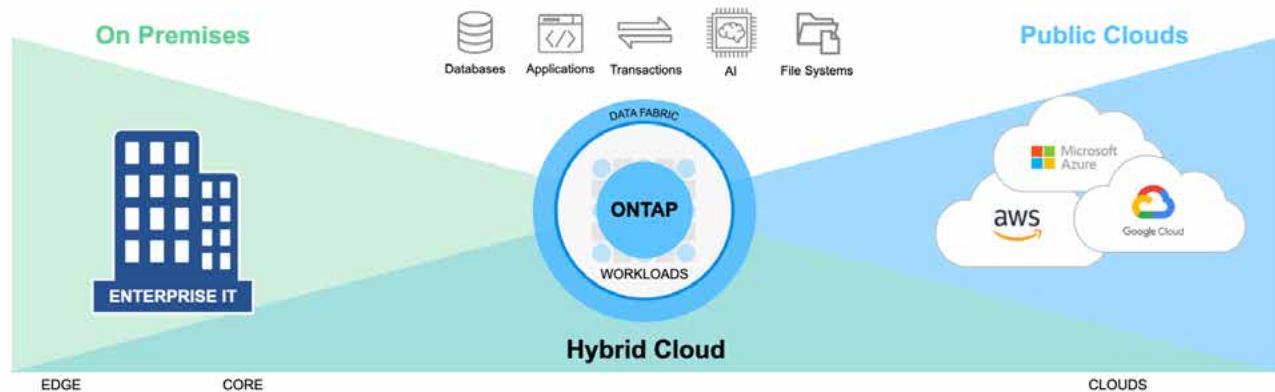 On Premises
Databases
Applications
Transactions
AI
File Systems
Public Clouds
DATA FABRIC
ONTAP
WORKLOADS
ENTERPRISE IT
Microsoft
Azure
aws
Google Cloud
Hybrid Cloud
EDGE
CORE
CLOUDS